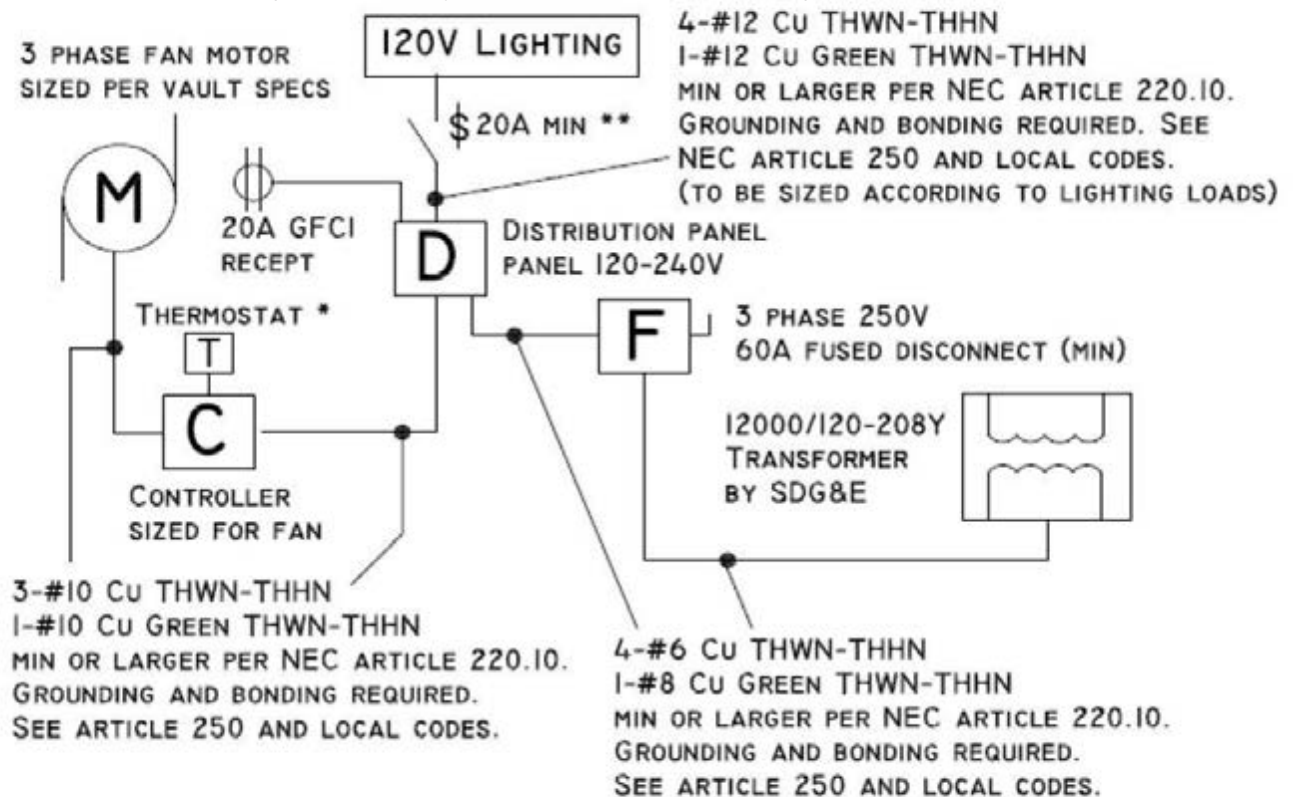 3 PHASE FAN MOTOR
SIZED PER VAULT SPECS
120V LIGHTING
4-#12 CU THWN-THHN
1-#12 CU GREEN THWN-THHN
MIN OR LARGER PER NEC ARTICLE 220.10.
GROUNDING AND BONDING REQUIRED. SEE
NEC ARTICLE 250 AND LOCAL CODES.
(TO BE SIZED ACCORDING TO LIGHTING LOADS)
$ 20A MIN **
M
20A GFCI
RECEPT
D
DISTRIBUTION PANEL
PANEL 120-240V
THERMOSTAT *
T
C
CONTROLLER
SIZED FOR FAN
F
3 PHASE 250V
60A FUSED DISCONNECT (MIN)
12000/120-208Y
TRANSFORMER
BY SDG&E
3-#10 CU THWN-THHN
1-#10 CU GREEN THWN-THHN
MIN OR LARGER PER NEC ARTICLE 220.10.
GROUNDING AND BONDING REQUIRED.
SEE ARTICLE 250 AND LOCAL CODES.
4-#6 CU THWN-THHN
1-#8 CU GREEN THWN-THHN
MIN OR LARGER PER NEC ARTICLE 220.10.
GROUNDING AND BONDING REQUIRED.
SEE ARTICLE 250 AND LOCAL CODES.